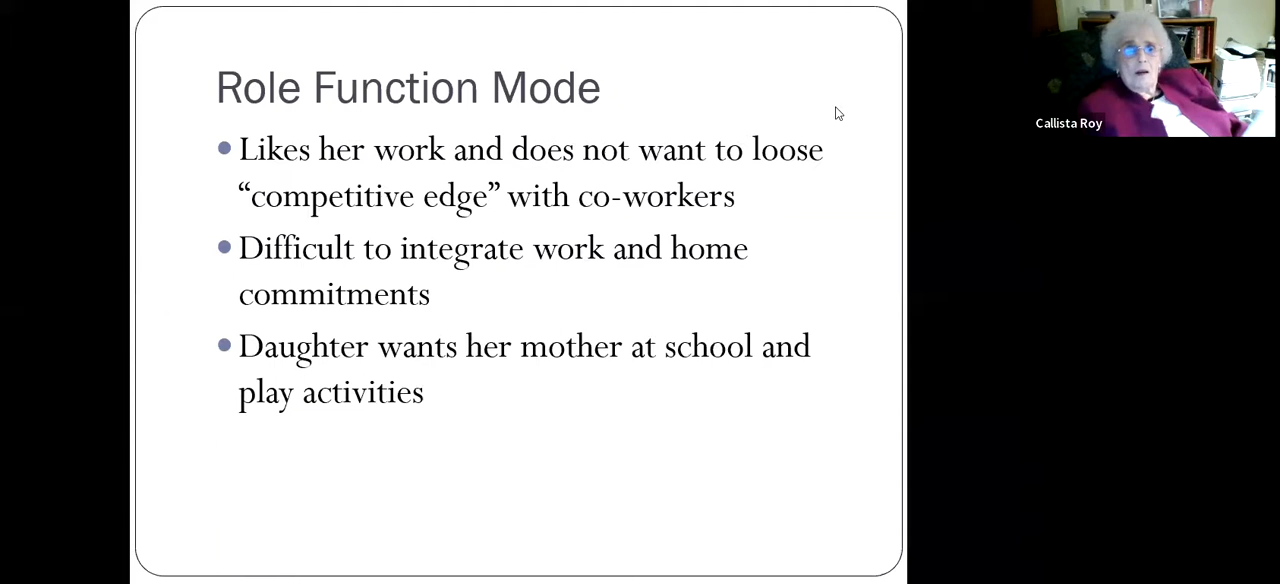 Role Function Mode
Likes her work and does not want to loose
“competitive edge” with co-workers
Difficult to integrate work and home
commitments
Daughter wants her mother at school and
play activities
Callista Roy